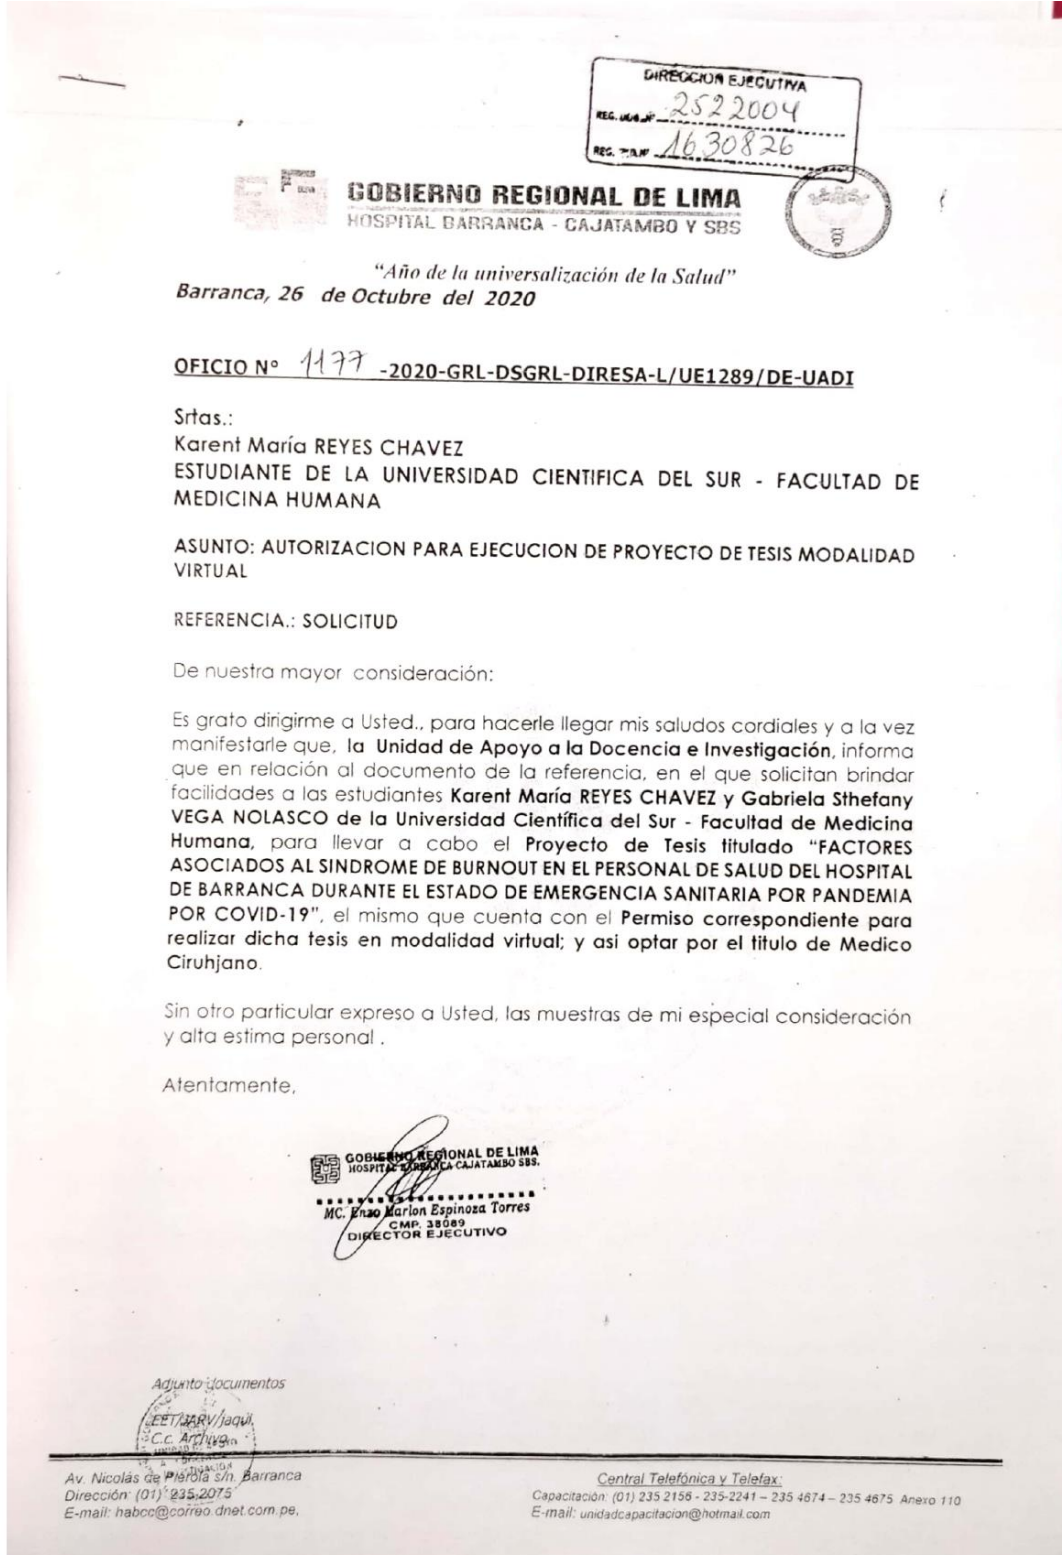 DIRECCION EJECUTIVA
REG. Nº 2522004
REG. 1630826
GOBIERNO REGIONAL DE LIMA
HOSPITAL BARRANCA - CAJATAMBO Y SBS
"Año de la universalización de la Salud"
Barranca, 26 de Octubre del 2020
OFICIO Nº 1177 -2020-GRL-DSGRL-DIRESA-L/UE1289/DE-UADI
Srtas.:
Karent María REYES CHAVEZ
ESTUDIANTE DE LA UNIVERSIDAD CIENTIFICA DEL SUR - FACULTAD DE
MEDICINA HUMANA
ASUNTO: AUTORIZACION PARA EJECUCION DE PROYECTO DE TESIS MODALIDAD
VIRTUAL
REFERENCIA.: SOLICITUD
De nuestra mayor consideración:
Es grato dirigirme a Usted., para hacerle llegar mis saludos cordiales y a la vez
manifestarle que, la Unidad de Apoyo a la Docencia e Investigación, informa
que en relación al documento de la referencia, en el que solicitan brindar
facilidades a las estudiantes Karent María REYES CHAVEZ y Gabriela Sthefany
VEGA NOLASCO de la Universidad Científica del Sur - Facultad de Medicina
Humana, para llevar a cabo el Proyecto de Tesis titulado "FACTORES
ASOCIADOS AL SINDROME DE BURNOUT EN EL PERSONAL DE SALUD DEL HOSPITAL
DE BARRANCA DURANTE EL ESTADO DE EMERGENCIA SANITARIA POR PANDEMIA
POR COVID-19", el mismo que cuenta con el Permiso correspondiente para
realizar dicha tesis en modalidad virtual; y asi optar por el titulo de Medico
Ciruhjano.
Sin otro particular expreso a Usted, las muestras de mi especial consideración
y alta estima personal .
Atentamente,
GOBIERNO REGIONAL DE LIMA
HOSPITAL BARRANCA CAJATAMBO SBS.
MC. Enzo Marlon Espinoza Torres
CMP. 38089
DIRECTOR EJECUTIVO
Adjunto documentos
EET/JARV/jaqui.
C.c. Archivo
Av. Nicolás de Piérola s/n. Barranca
Dirección: (01) 235,2075
E-mail: habcc@correo.dnet.com.pe,
Central Telefónica y Telefax:
Capacitación: (01) 235 2156 - 235-2241 – 235 4674 – 235 4675 Anexo 110
E-mail: unidadcapacitacion@hotmail.com